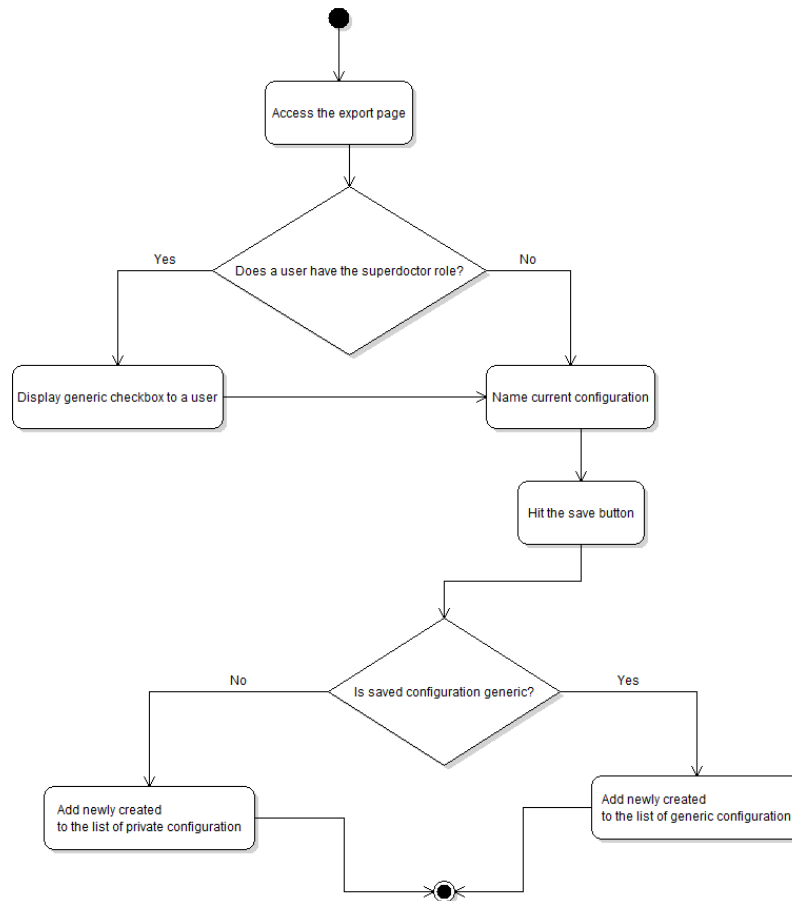 Access the export page
Does a user have the superdoctor role?
Yes
No
Display generic checkbox to a user
Name current configuration
Hit the save button
Is saved configuration generic?
No
Yes
Add newly created
to the list of private configuration
Add newly created
to the list of generic configuration